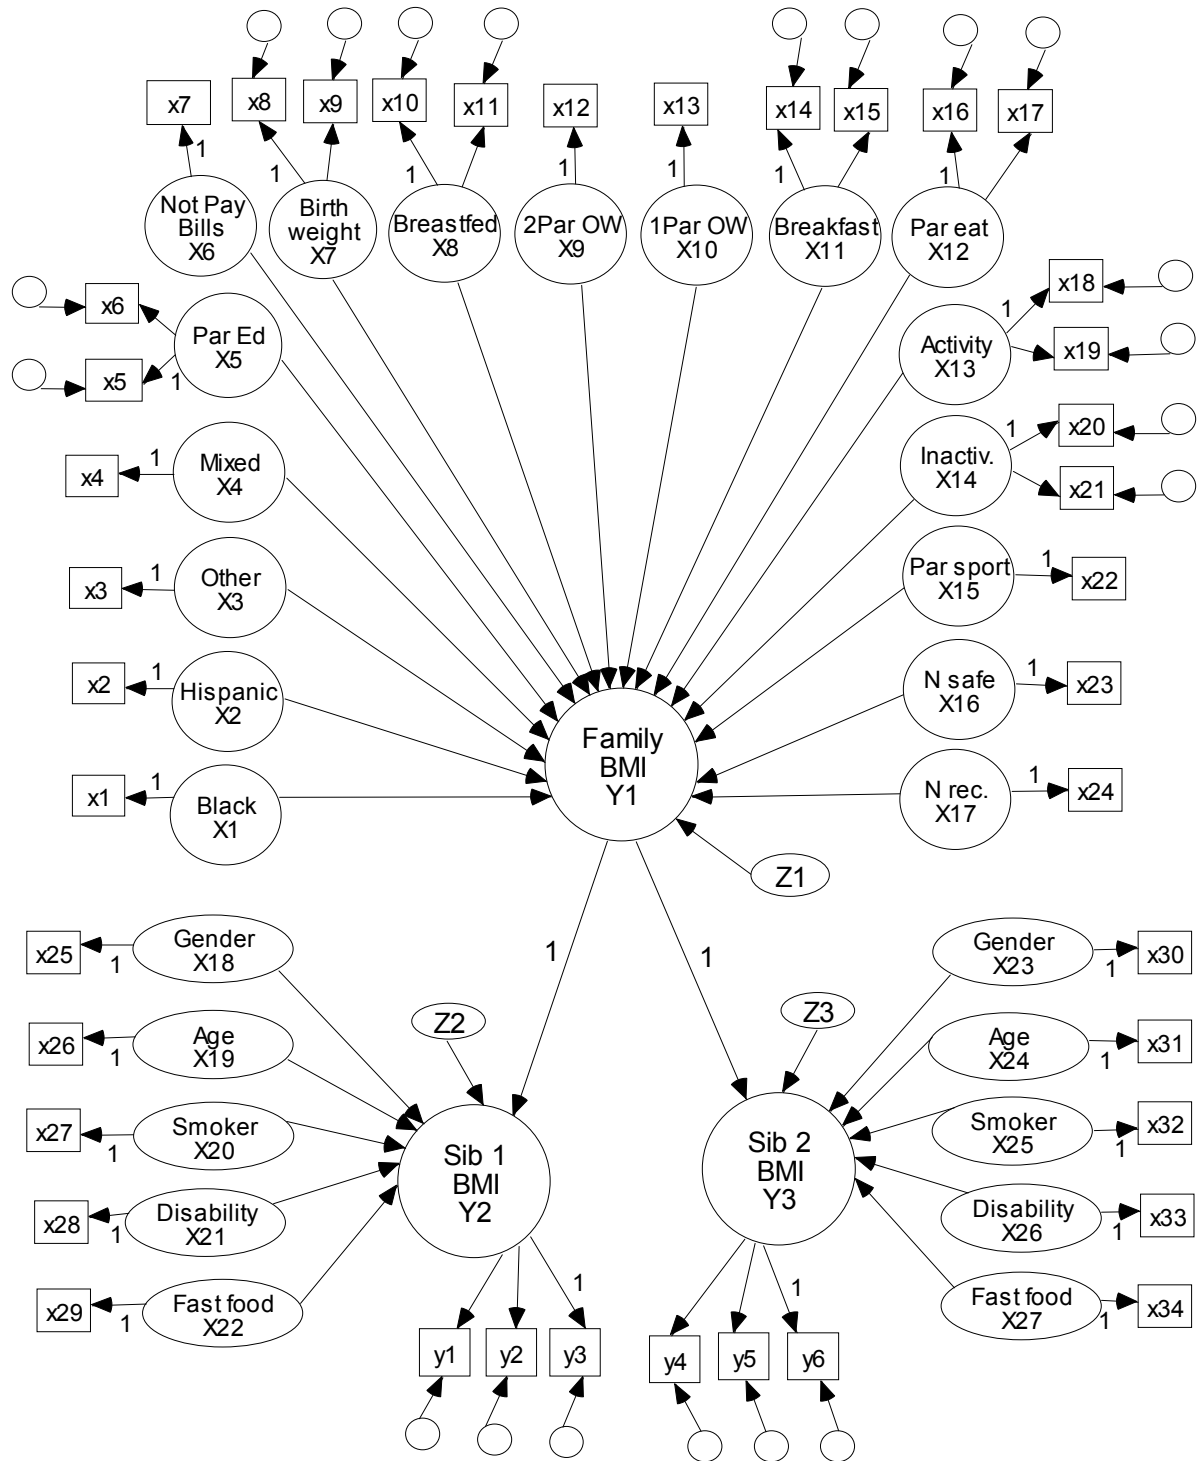 x7
x8
x9
x10
x11
x12
x13
x14
x15
x16
x17
1
1
1
1
1
1
1
Not Pay
Bills
X6
Birth
weight
X7
Breastfed
X8
2Par OW
X9
1Par OW
X10
Breakfast
X11
Par eat
X12
x6
x5
1
Par Ed
X5
Activity
X13
1
x18
x19
x4
1
Mixed
X4
Inactiv.
X14
1
x20
x21
x3
1
Other
X3
Par sport
X15
1
x22
x2
1
Hispanic
X2
N safe
X16
1
x23
x1
1
Black
X1
Family
BMI
Y1
N rec.
X17
1
x24
Z1
1
1
x25
1
Gender
X18
x26
1
Age
X19
x27
1
Smoker
X20
x28
1
Disability
X21
x29
1
Fast food
X22
Z2
Sib 1
BMI
Y2
1
y1
y2
y3
Z3
Sib 2
BMI
Y3
1
y4
y5
y6
Gender
X23
1
x30
Age
X24
1
x31
Smoker
X25
1
x32
Disability
X26
1
x33
Fast food
X27
1
x34